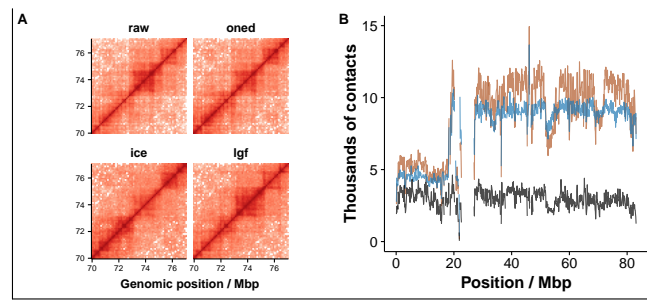 A
raw
oned
76
74
72
70
ice
lgf
76
74
72
70
70
72
74
76
70
72
74
76
Genomic position / Mbp
B
15
10
5
0
Thousands of contacts
0
20
40
60
80
Position / Mbp